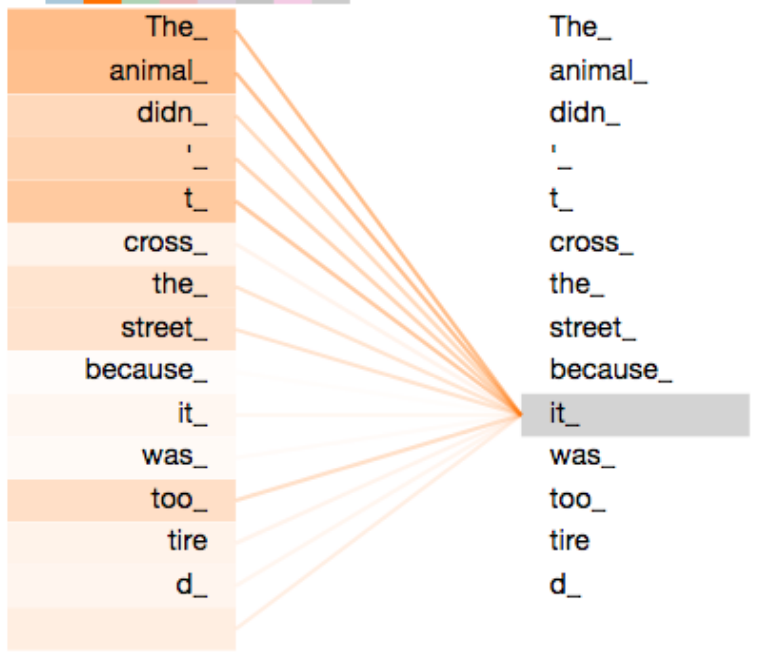 The_ The_
animal_ animal_
didn_ didn_
'_ '_
t_ t_
cross_ cross_
the_ the_
street_ street_
because_ because_
it_ it_
was_ was_
too_ too_
tire tire
d_ d_